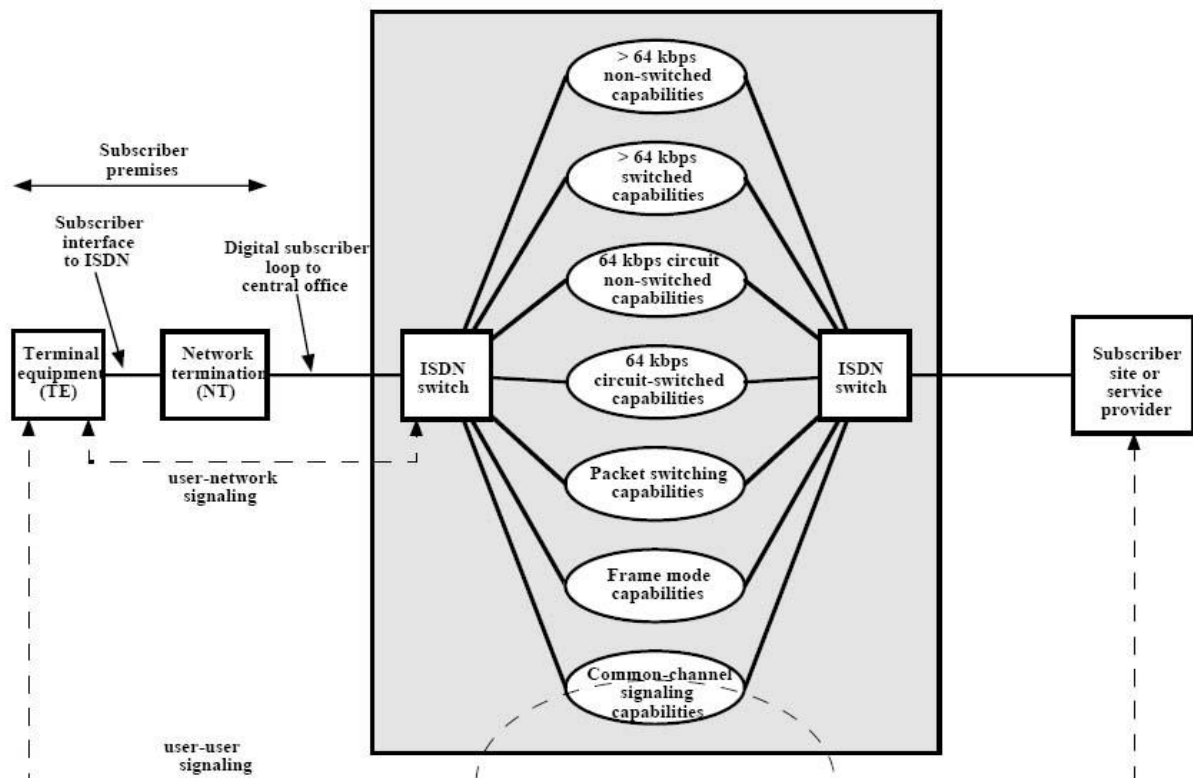 > 64 kbps
non-switched
capabilities
> 64 kbps
switched
capabilities
Subscriber
premises
Subscriber
interface
to ISDN
Digital subscriber
loop to
central office
64 kbps circuit
non-switched
capabilities
Terminal
equipment
(TE)
Network
termination
(NT)
ISDN
switch
64 kbps
circuit-switched
capabilities
ISDN
switch
Subscriber
site or
service
provider
user-network
signaling
Packet switching
capabilities
Frame mode
capabilities
Common-channel
signaling
capabilities
user-user
signaling